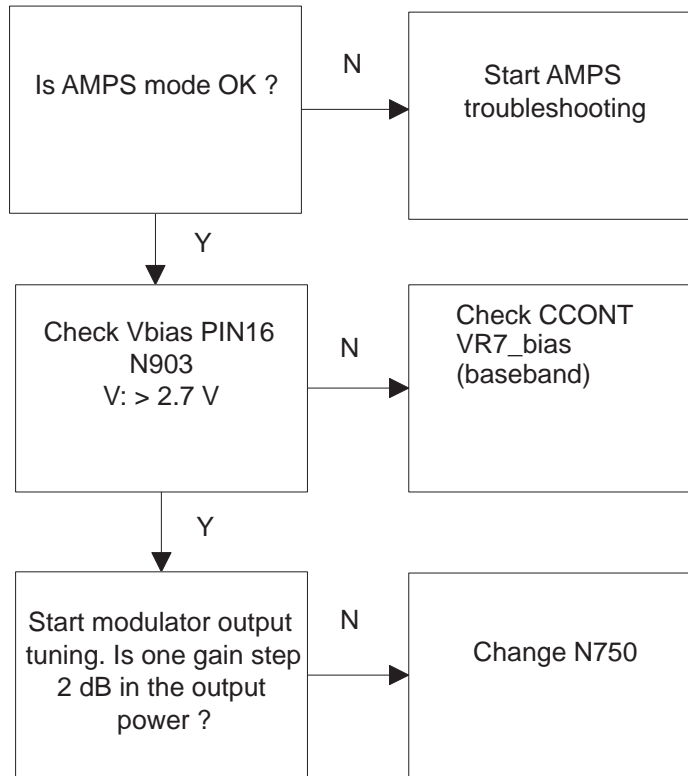 Is AMPS mode OK ?
N
Start AMPS
troubleshooting
Y
Check Vbias PIN16
N903
V: > 2.7 V
N
Check CCONT
VR7_bias
(baseband)
Y
Start modulator output
tuning. Is one gain step
2 dB in the output
power ?
N
Change N750